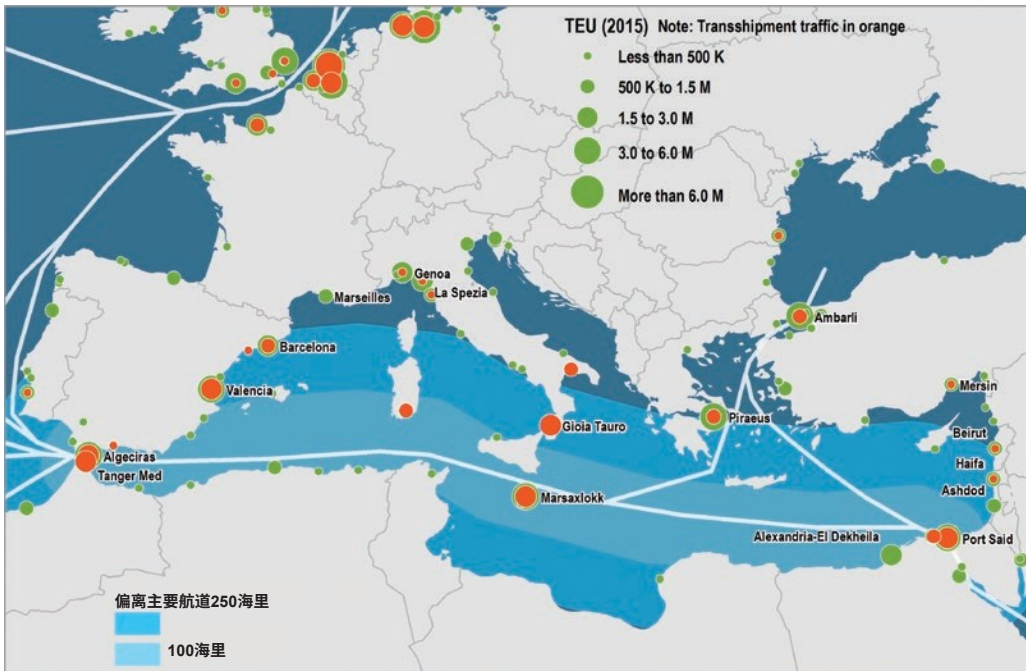 TEU (2015) Note: Transshipment traffic in orange
Less than 500 K
500 K to 1.5 M
1.5 to 3.0 M
3.0 to 6.0 M
More than 6.0 M
Genoa
La Spezia
Marseilles
Ambarli
Barcelona
Valencia
Mersin
Piraeus
Gioia Tauro
Beirut
Algeciras
Haifa
Tanger Med
Ashdod
Marsaxlokk
Alexandria-El Dekheila
Port Said
偏离主要航道250海里
100海里